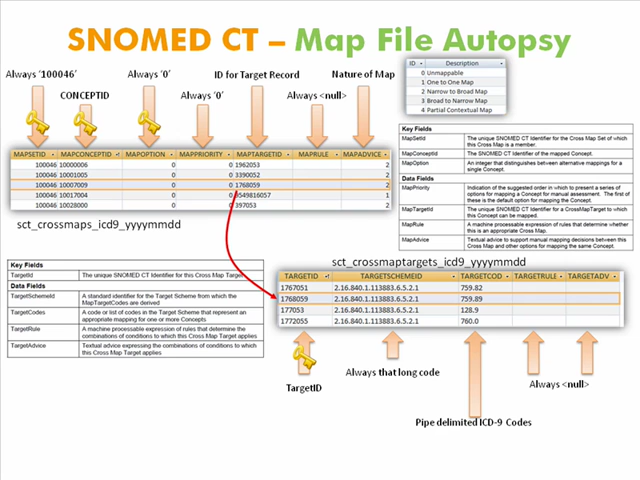 SNOMED CT – Map File Autopsy
Always '100046'
Always '0'
ID for Target Record
Nature of Map
CONCEPTID
Always '0'
Always <null>
ID Description
0 Unmappable
1 One to One Map
2 Narrow to Broad Map
3 Broad to Narrow Map
4 Partial Contextual Map
MAPSETID MAPCONCEPTID MAPOPTION MAPPRIORITY MAPTARGETID MAPRULE MAPADVICE
100046 10000006 0 0 1962053 2
100046 10001005 0 0 3390052 2
100046 10007009 0 0 1768059 2
100046 10017004 0 0 9549816057 1
100046 10028000 0 0 397053 2
sct_crossmaps_icd9_yyyymmdd
Key Fields
MapSetId The unique SNOMED CT Identifier for the Cross Map Set of which
this Cross Map is a member.
MapConceptId The SNOMED CT Identifier of the mapped Concept.
MapOption An integer that distinguishes between alternative mappings for a
single Concept.
Data Fields
MapPriority Indication of the suggested order in which to present a series of
options for mapping a Concept for manual assessment. The first of
these is the default option for mapping the Concept.
MapTargetId The unique SNOMED CT Identifier for a CrossMapTarget to which
this Concept can be mapped.
MapRule A machine processable expression of rules that determine whether
this is an appropriate Cross Map.
MapAdvice Textual advice to support manual mapping decisions between this
Cross Map and other options for mapping the same Concept.
sct_crossmaptargets_icd9_yyyymmdd
Key Fields
TargetId The unique SNOMED CT Identifier for this Cross Map Target
Data Fields
TargetSchemeId A standard identifier for the Target Scheme from which the
MapTargetCodes are derived
TargetCodes A code or list of codes in the Target Scheme that represent an
appropriate mapping for one or more Concepts
TargetRule A machine processable expression of rules that determine the
combinations of conditions to which this Cross Map Target applies
TargetAdvice Textual advice expressing the combinations of conditions to which
this Cross Map Target applies
TARGETID TARGETSCHEMEID TARGETCOD TARGETRULE TARGETADV
1767051 2.16.840.1.113883.6.5.2.1 759.82
1768059 2.16.840.1.113883.6.5.2.1 759.89
177053 2.16.840.1.113883.6.5.2.1 128.9
1772055 2.16.840.1.113883.6.5.2.1 760.0
TargetID
Always that long code
Always <null>
Pipe delimited ICD-9 Codes